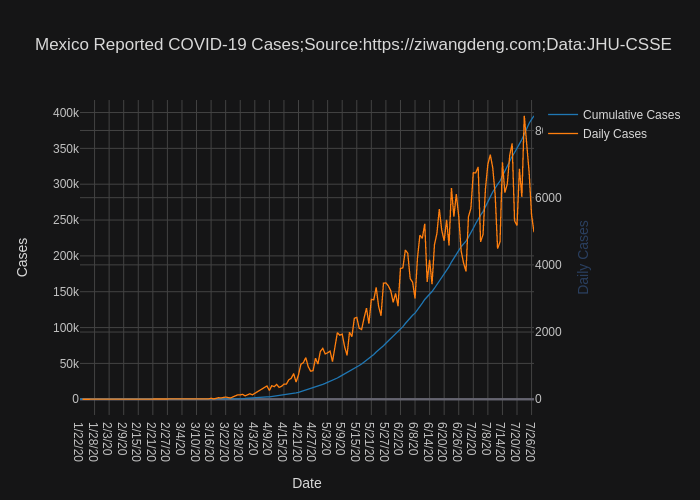 Mexico Reported COVID-19 Cases;Source:https://ziwangdeng.com;Data:JHU-CSSE
Cumulative Cases
Daily Cases
400k
350k
300k
250k
200k
150k
100k
50k
0
Cases
6000
4000
2000
0
Daily Cases
1/22/20
1/28/20
2/3/20
2/9/20
2/15/20
2/21/20
2/27/20
3/4/20
3/10/20
3/16/20
3/22/20
3/28/20
4/3/20
4/9/20
4/15/20
4/21/20
4/27/20
5/3/20
5/9/20
5/15/20
5/21/20
5/27/20
6/2/20
6/8/20
6/14/20
6/20/20
6/26/20
7/2/20
7/8/20
7/14/20
7/20/20
7/26/20
Date